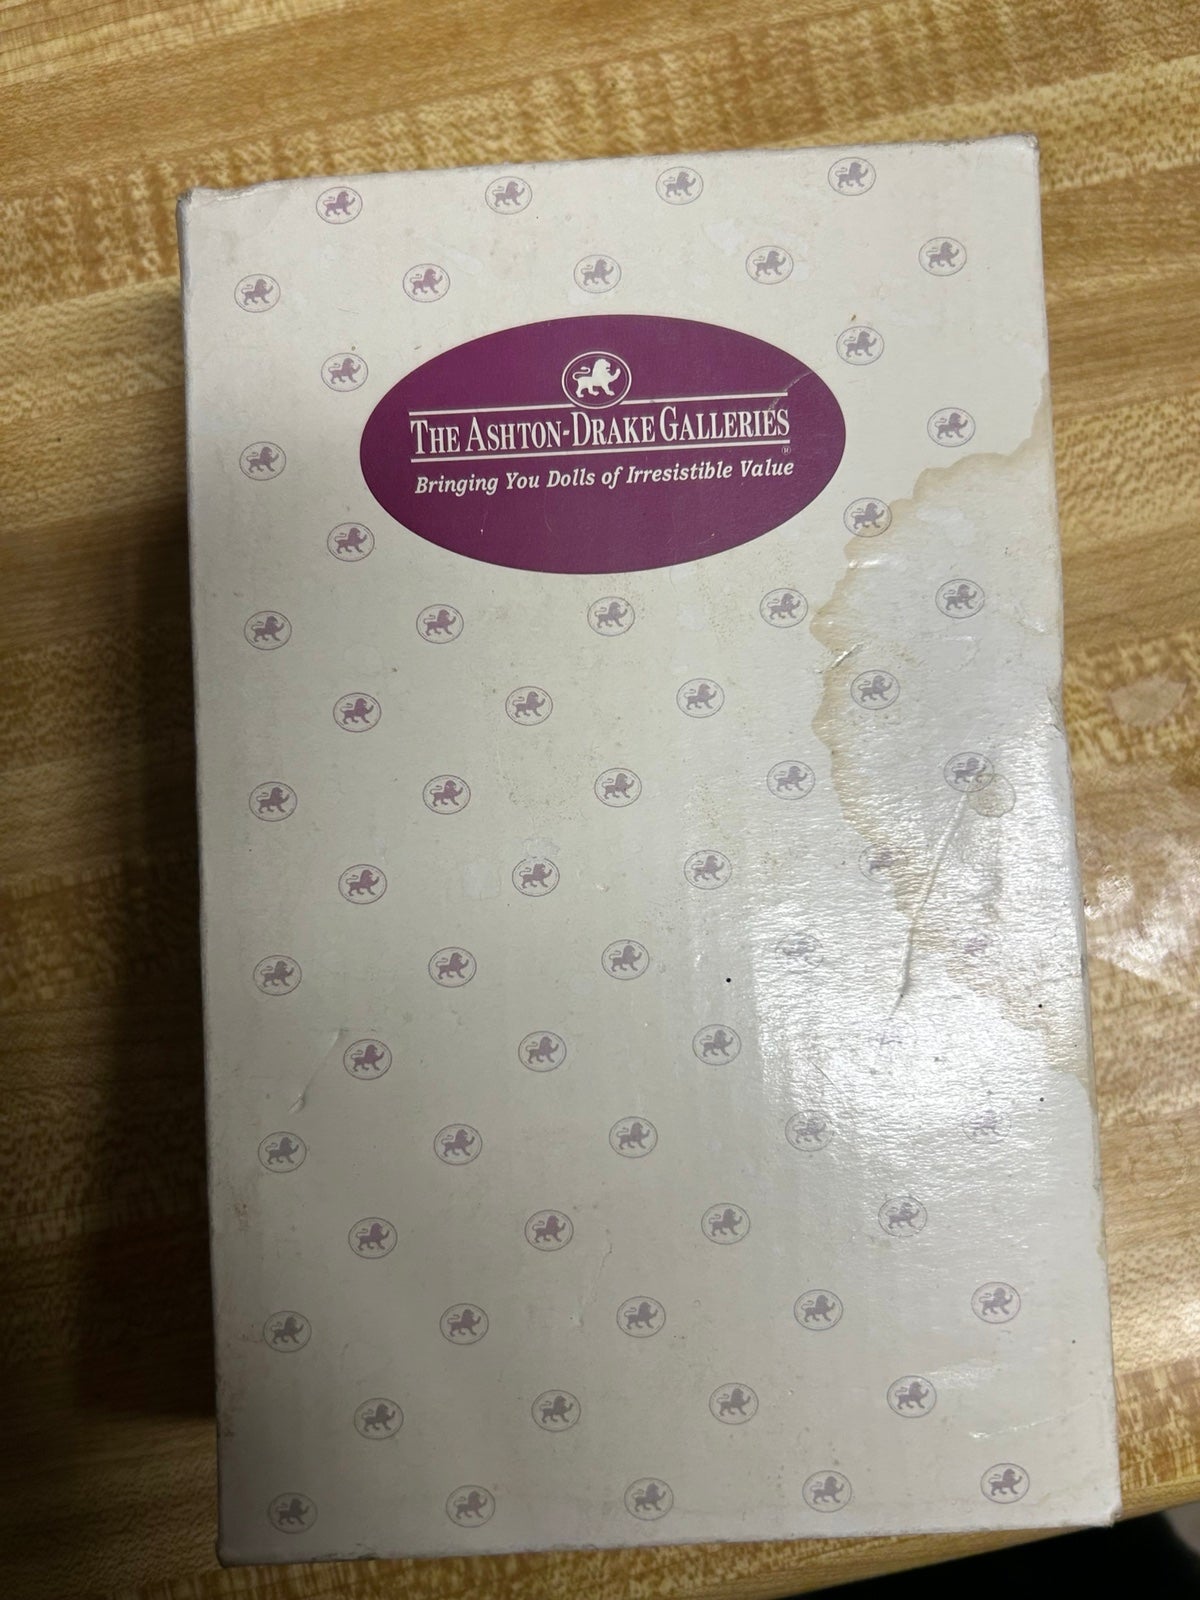 THE ASHTON-DRAKE GALLERIES
®
Bringing You Dolls of Irresistible Value